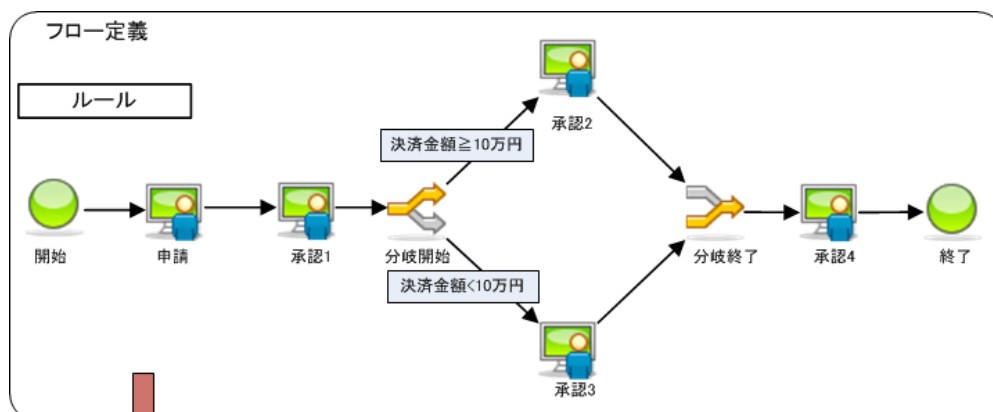 フロー定義
ルール
承認2
決済金額≧10万円
開始
申請
承認1
分岐開始
分岐終了
承認4
終了
決済金額<10万円
承認3